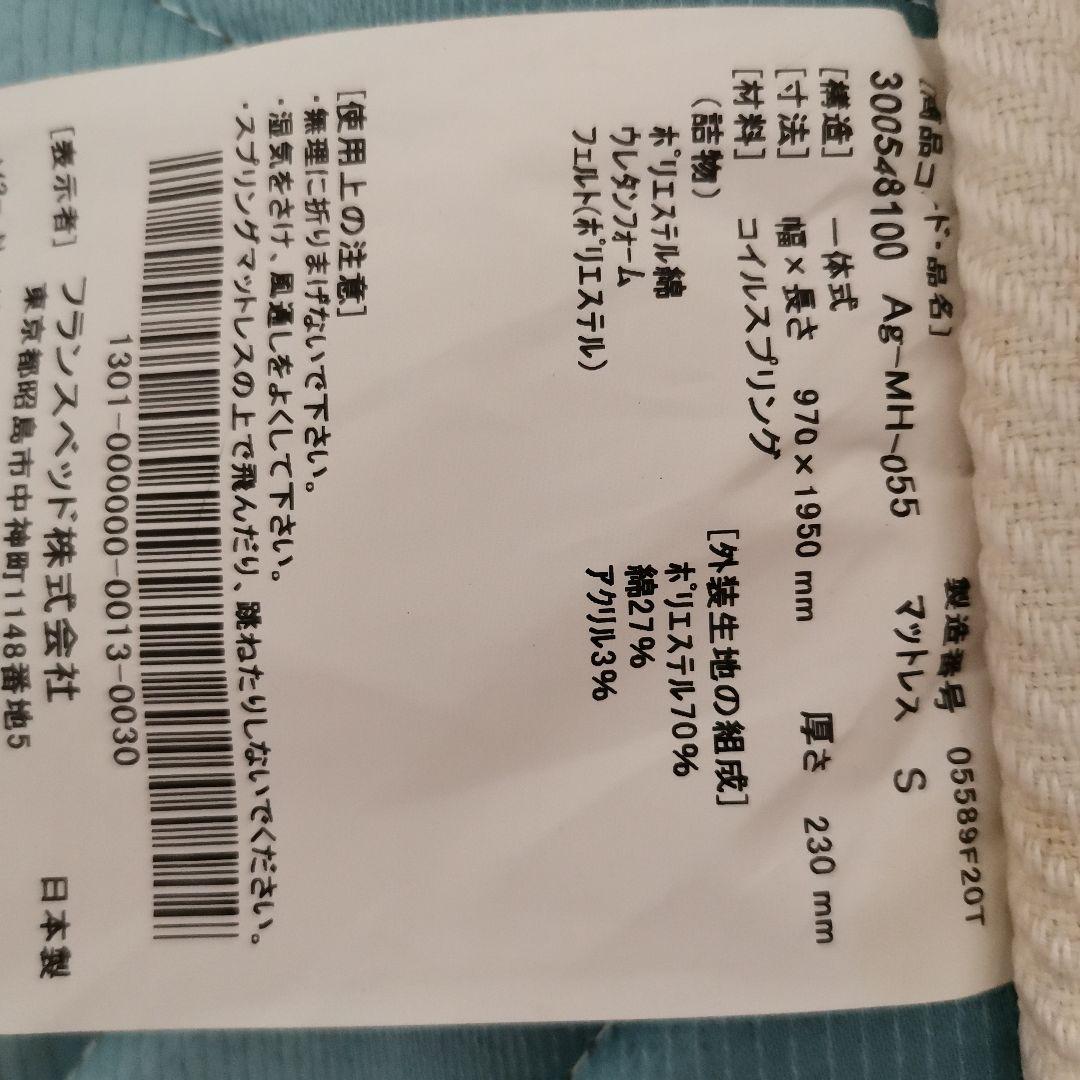 [商品コード・品名] 製造番号 05589F20T
300548100 Ag-MH-055 マットレス S
[構造] 一体式
[寸法] 幅×長さ 970×1950 mm 厚さ 230 mm
[材料] コイルスプリング
(詰物)
ポリエステル綿
ウレタンフォーム
フェルト(ポリエステル)
[外装生地の組成]
ポリエステル70%
綿27%
アクリル3%
[使用上の注意]
・無理に折りまげないで下さい。
・湿気をさけ、風通しをよくして下さい。
・スプリングマットレスの上で飛んだり、跳ねたりしないでください。
1301-000000-0013-0030
[表示者] フランスベッド株式会社 日本製
東京都昭島市中神町1148番地5